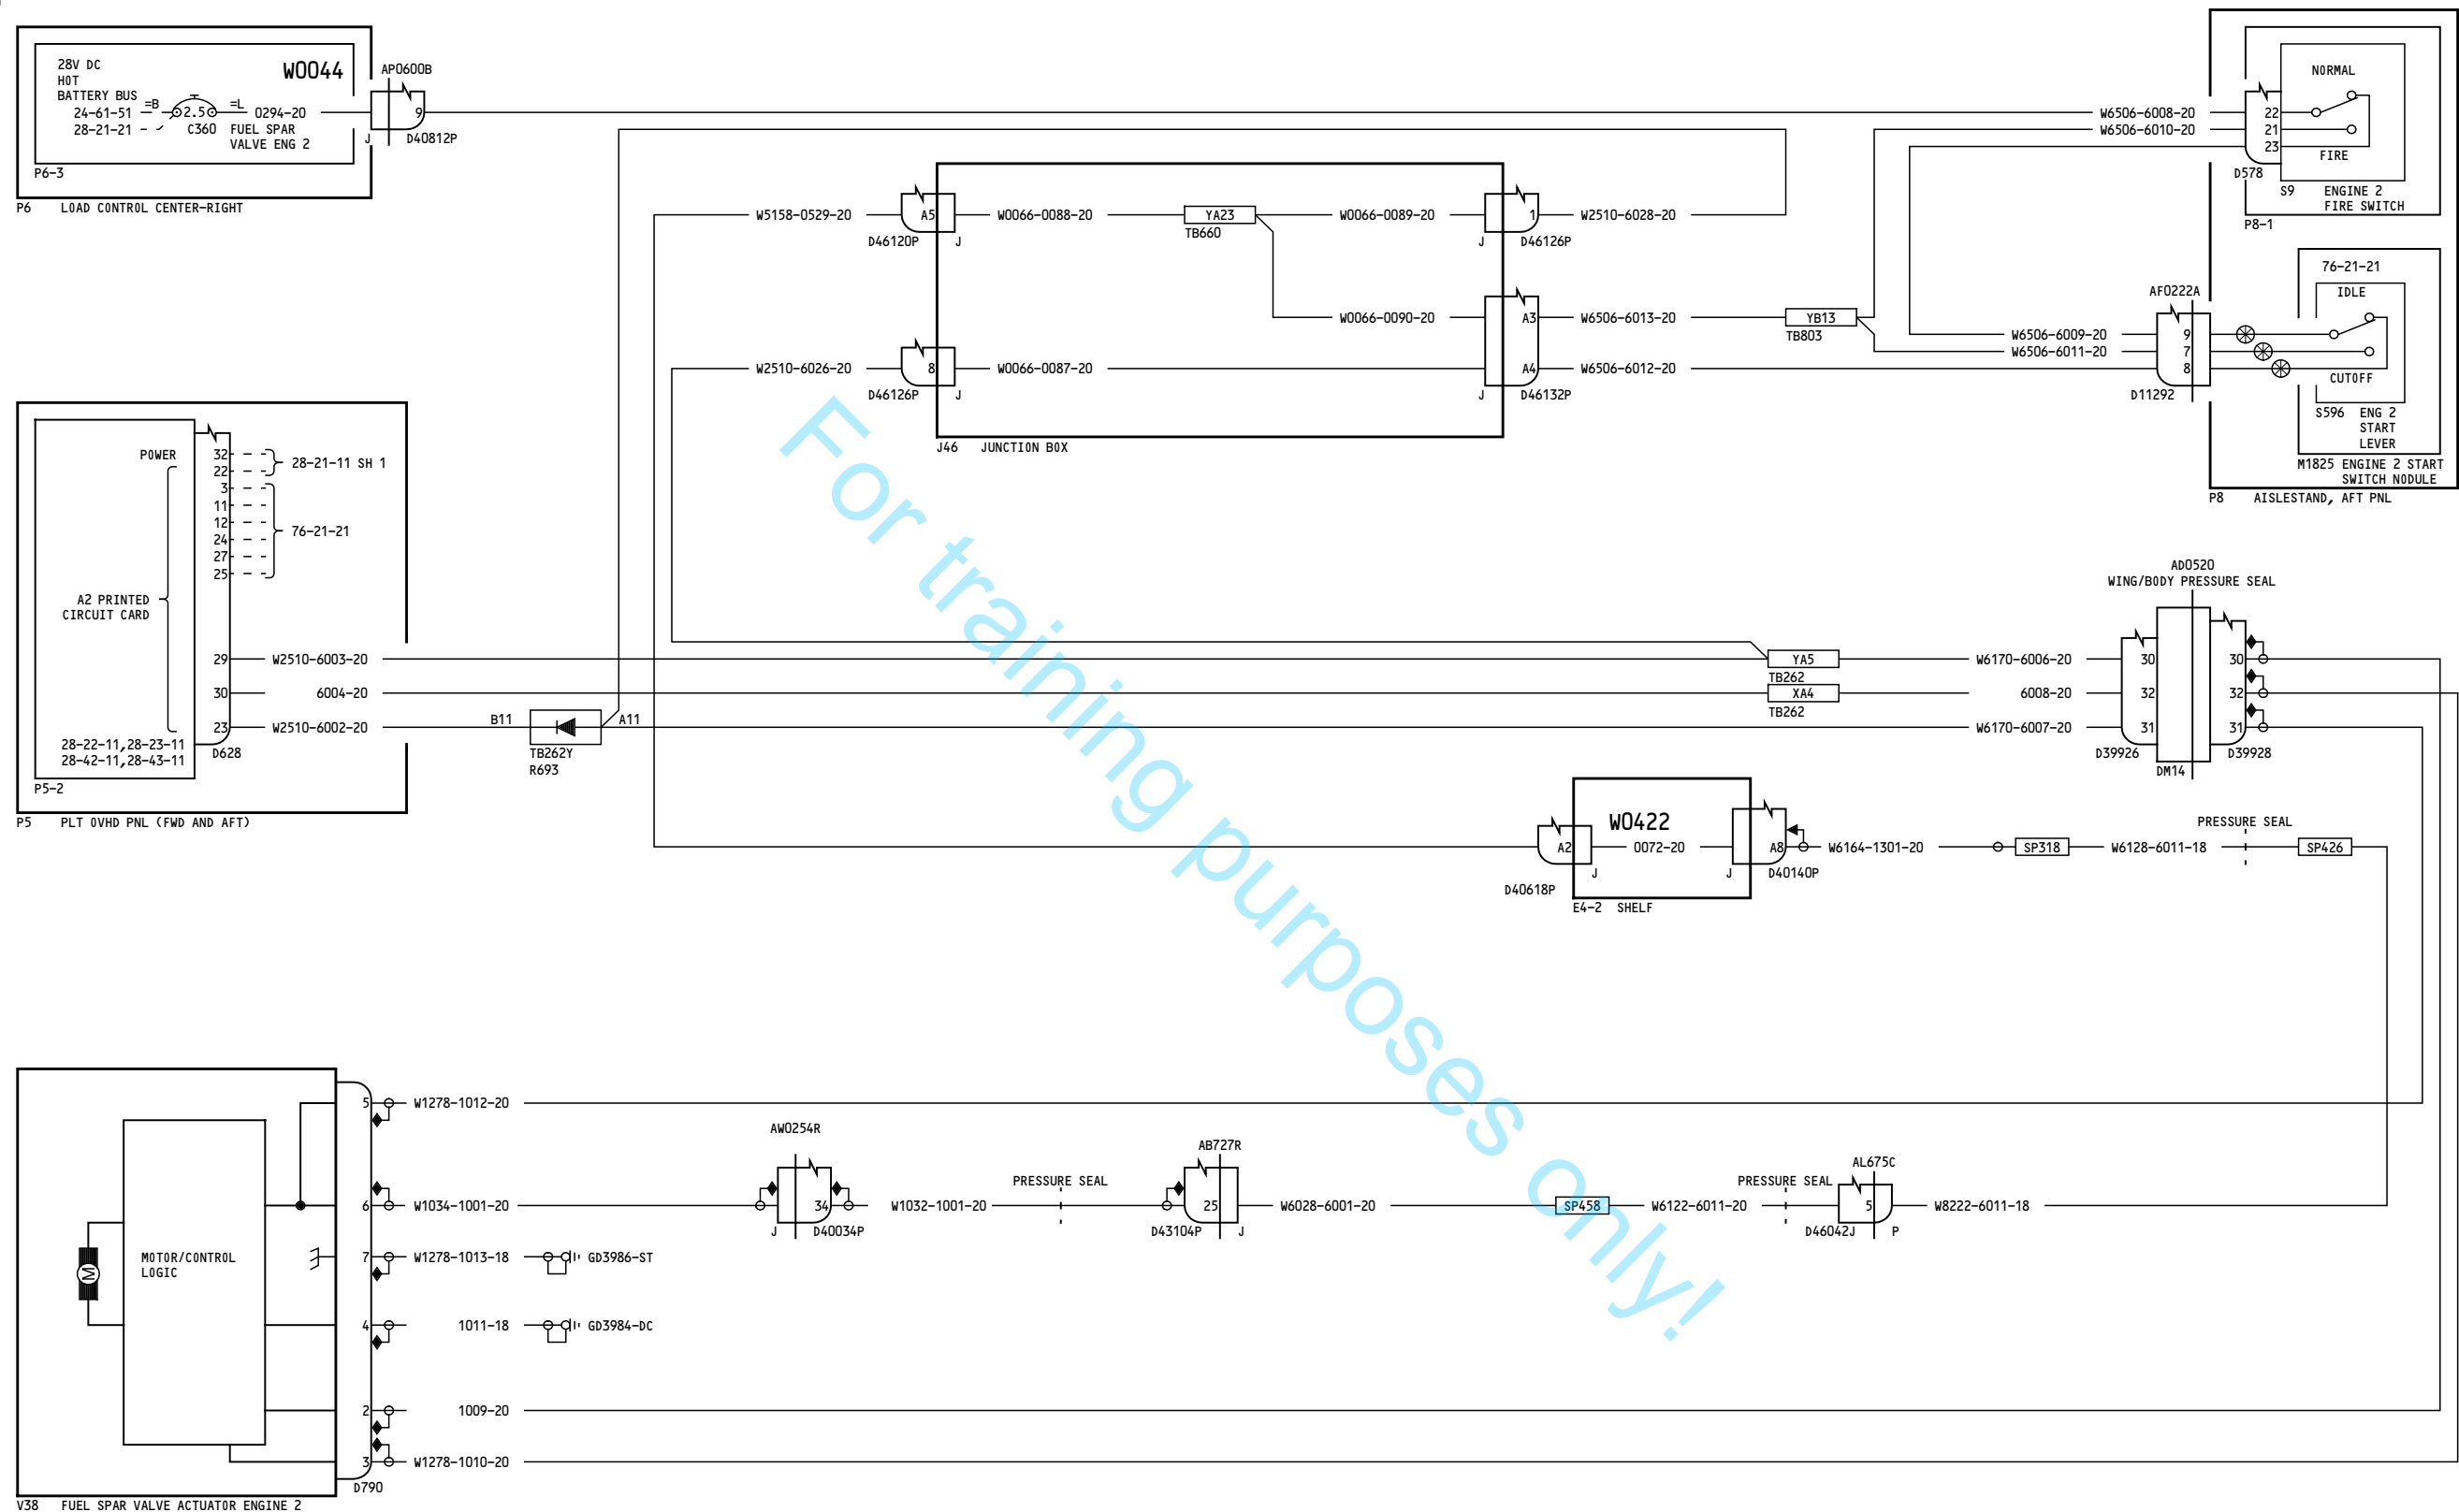 28V DC
HOT
BATTERY BUS
24-61-51
28-21-21
=B
2.5
C360
=L
0294-20
FUEL SPAR
VALVE ENG 2
W0044
P6-3
P6 LOAD CONTROL CENTER-RIGHT
AP0600B
9
J
D40812P
W6506-6008-20
W6506-6010-20
22
21
23
D578
NORMAL
FIRE
S9 ENGINE 2
FIRE SWITCH
P8-1
W5158-0529-20
A5
D46120P
J
W0066-0088-20
YA23
TB660
W0066-0089-20
1
J
D46126P
W2510-6028-20
W0066-0090-20
A3
W6506-6013-20
YB13
TB803
W2510-6026-20
8
D46126P
J
W0066-0087-20
A4
J
D46132P
W6506-6012-20
J46 JUNCTION BOX
W6506-6009-20
W6506-6011-20
AF0222A
9
7
8
D11292
76-21-21
IDLE
CUTOFF
S596 ENG 2
START
LEVER
M1825 ENGINE 2 START
SWITCH NODULE
P8 AISLESTAND, AFT PNL
POWER
32
22
28-21-11 SH 1
3
11
12
24
27
25
76-21-21
A2 PRINTED
CIRCUIT CARD
29
W2510-6003-20
30
6004-20
23
W2510-6002-20
28-22-11,28-23-11
28-42-11,28-43-11
D628
P5-2
P5 PLT OVHD PNL (FWD AND AFT)
B11
A11
TB262Y
R693
YA5
TB262
XA4
TB262
W6170-6006-20
6008-20
W6170-6007-20
AD0520
WING/BODY PRESSURE SEAL
30
32
31
D39926
DM14
30
32
31
D39928
A2
D40618P
J
W0422
0072-20
A8
J
D40140P
E4-2 SHELF
W6164-1301-20
SP318
W6128-6011-18
PRESSURE SEAL
SP426
M
MOTOR/CONTROL
LOGIC
5
W1278-1012-20
6
W1034-1001-20
7
W1278-1013-18
GD3986-ST
4
1011-18
GD3984-DC
2
1009-20
3
W1278-1010-20
D790
V38 FUEL SPAR VALVE ACTUATOR ENGINE 2
AW0254R
34
J
D40034P
W1032-1001-20
PRESSURE SEAL
AB727R
25
D43104P
J
W6028-6001-20
SP458
W6122-6011-20
PRESSURE SEAL
AL675C
5
D46042J
P
W8222-6011-18
For training purposes only!